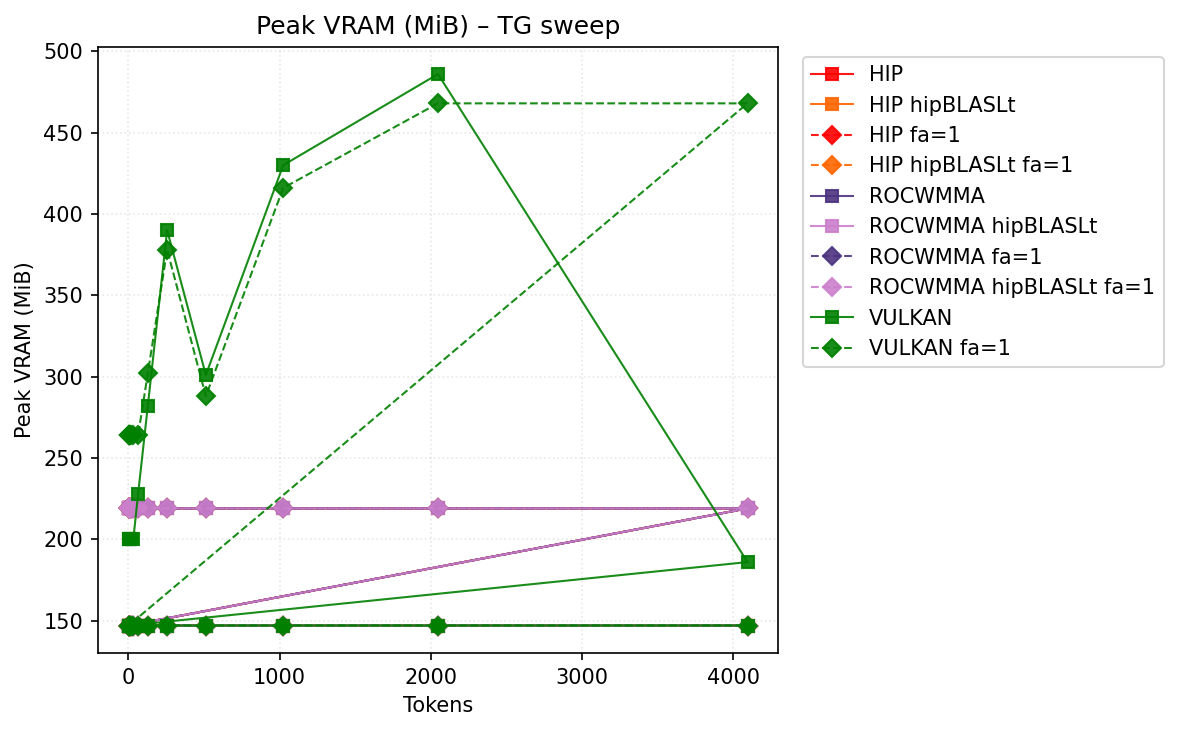 Peak VRAM (MiB) – TG sweep
Peak VRAM (MiB)
500
450
400
350
300
250
200
150
0
1000
2000
3000
4000
Tokens
HIP
HIP hipBLASLt
HIP fa=1
HIP hipBLASLt fa=1
ROCWMMA
ROCWMMA hipBLASLt
ROCWMMA fa=1
ROCWMMA hipBLASLt fa=1
VULKAN
VULKAN fa=1